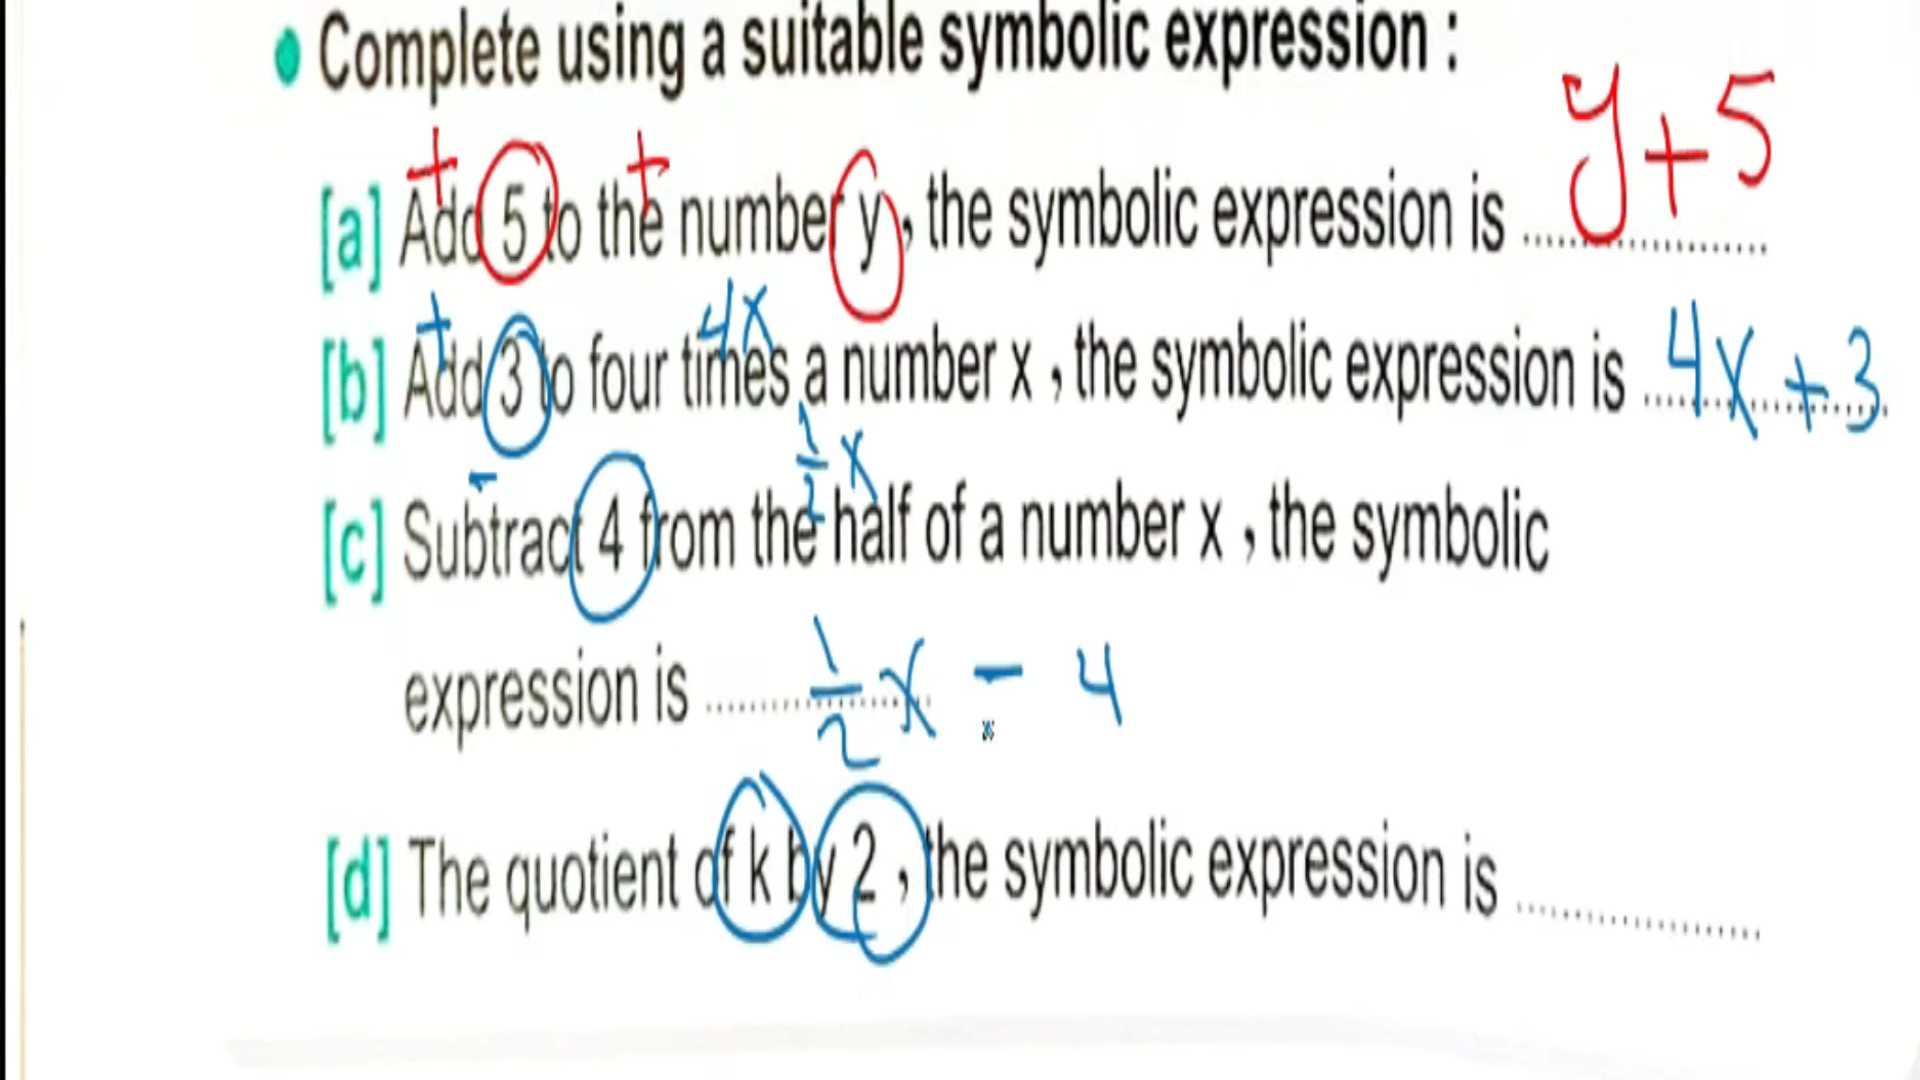 • Complete using a suitable symbolic expression :
y+5
+ +
[a] Add 5 to the number y , the symbolic expression is ....................
+ 4x
[b] Add 3 to four times a number x , the symbolic expression is .................... 4x + 3
- 1/2 x
[c] Subtract 4 from the half of a number x , the symbolic
expression is .................... 1/2 x - 4
[d] The quotient of k by 2 , the symbolic expression is ....................